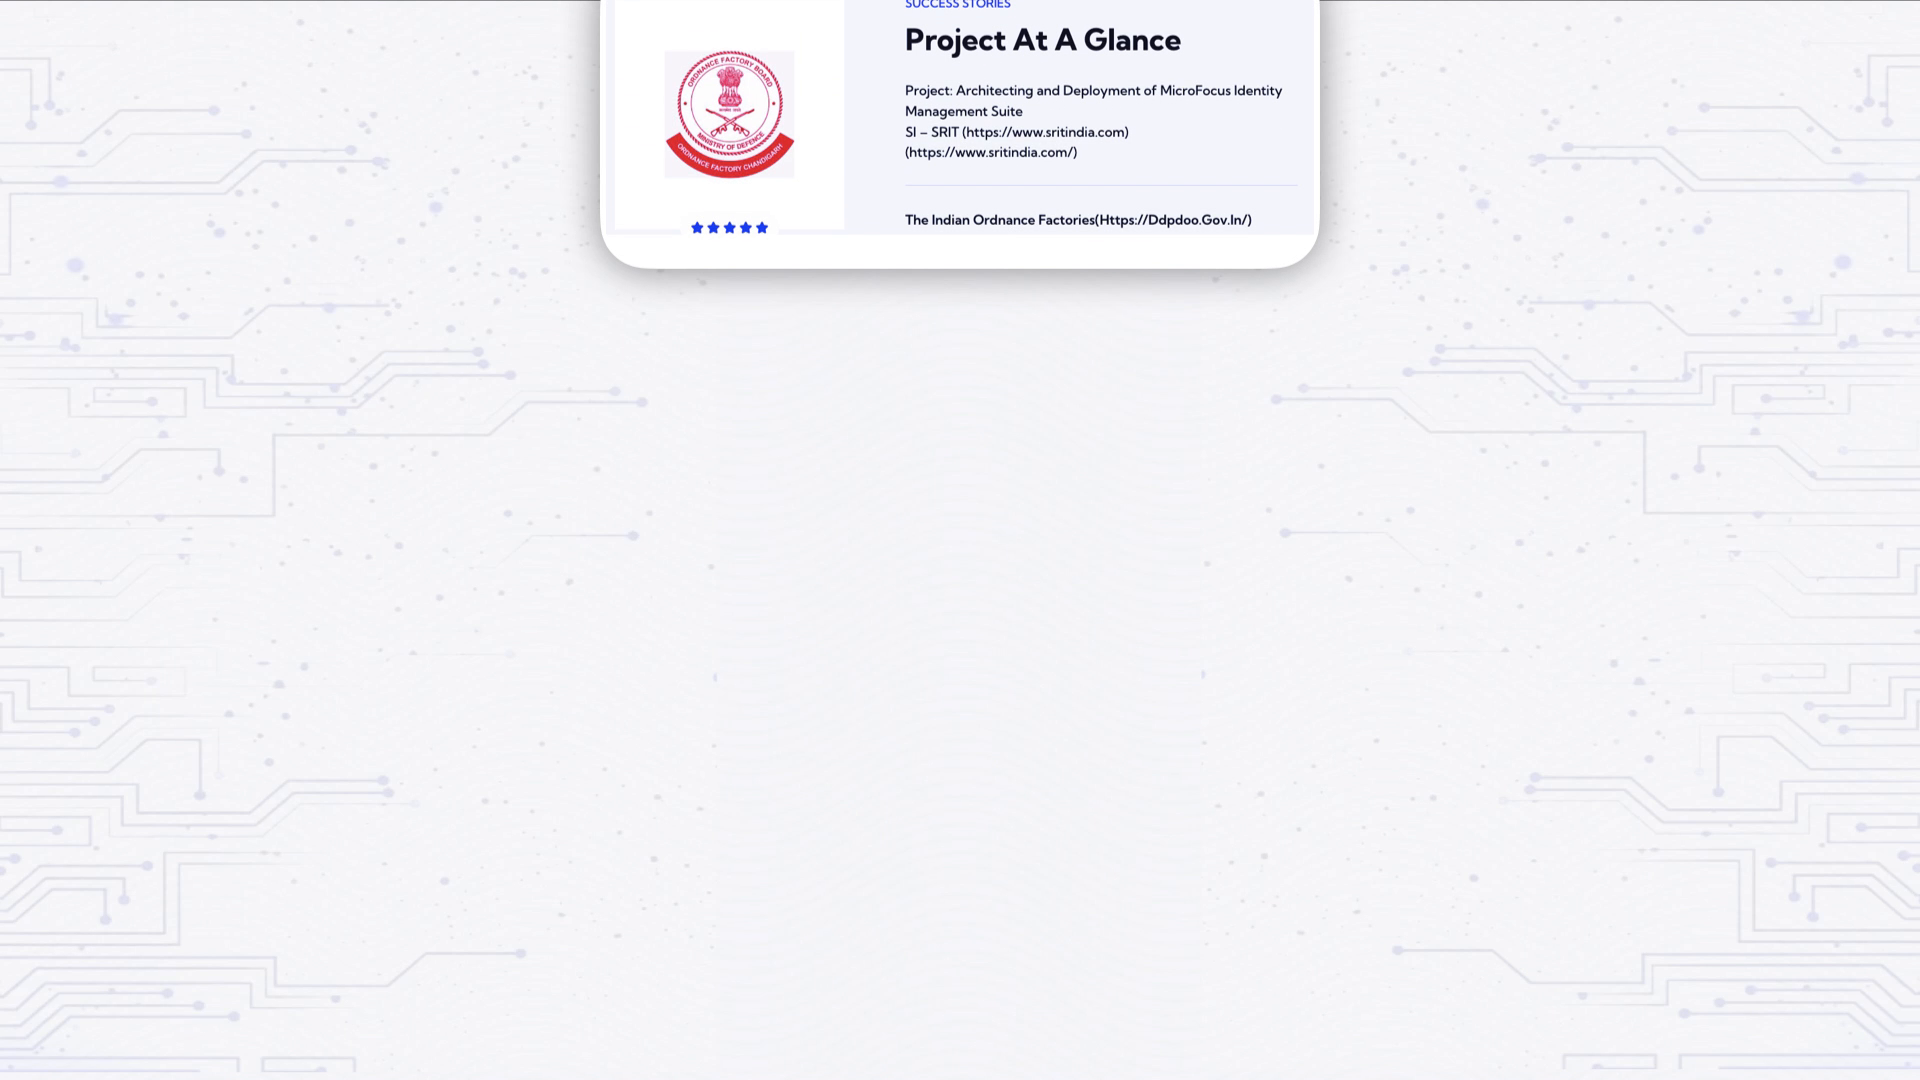 SUCCESS STORIES
Project At A Glance
Project: Architecting and Deployment of MicroFocus Identity
Management Suite
SI – SRIT (https://www.sritindia.com)
(https://www.sritindia.com/)
The Indian Ordnance Factories(Https://Ddpdoo.Gov.In/)
ORDNANCE FACTORY BOARD
MINISTRY OF DEFENCE
ORDNANCE FACTORY CHANDIGARH